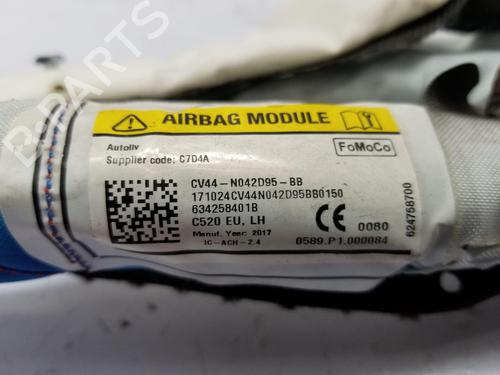 AIRBAG MODULE
Autoliv
Supplier code: C7D4A
FoMoCo
CV44-N042D95-BB
171024CV44N042D95BB0150
634258401B
C520 EU, LH
Manuf. Year: 2017
IC-ACH-2.4
CE 0080
0589.P1.000084
624758700
B-PARTS